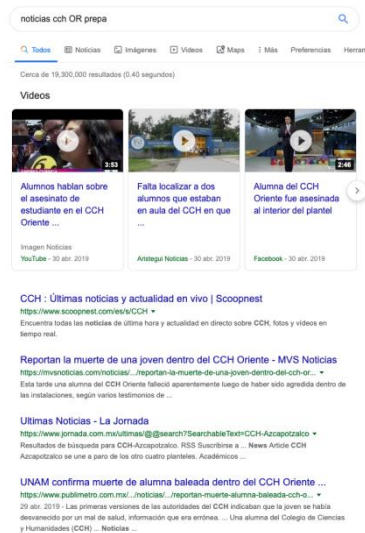 noticias cch OR prepa
Todos Noticias Imágenes Videos Maps Más Preferencias Herram
Cerca de 19,300,000 resultados (0.40 segundos)
Videos
3:53
2:46
Alumnos hablan sobre
el asesinato de
estudiante en el CCH
Oriente ...
Imagen Noticias
YouTube - 30 abr. 2019
Falta localizar a dos
alumnos que estaban
en aula del CCH en que
...
Aristegui Noticias - 30 abr. 2019
Alumna del CCH
Oriente fue asesinada
al interior del plantel
Facebook - 30 abr. 2019
CCH : Últimas noticias y actualidad en vivo | Scoopnest
https://www.scoopnest.com/es/s/CCH
Encuentra todas las noticias de última hora y actualidad en directo sobre CCH, fotos y vídeos en
tiempo real.
Reportan la muerte de una joven dentro del CCH Oriente - MVS Noticias
https://mvsnoticias.com/noticias/.../reportan-la-muerte-de-una-joven-dentro-del-cch-or...
Esta tarde una alumna del CCH Oriente falleció aparentemente luego de haber sido agredida dentro de
las instalaciones, según varios testimonios de ...
Ultimas Noticias - La Jornada
https://www.jornada.com.mx/ultimas/@@search?SearchableText=CCH-Azcapotzalco
Resultados de búsqueda para CCH-Azcapotzalco. RSS Suscribirse a ... News Article CCH
Azcapotzalco se une a paro de los otro cuatro planteles. Académicos ...
UNAM confirma muerte de alumna baleada dentro del CCH Oriente ...
https://www.publimetro.com.mx/.../noticias/.../reportan-muerte-alumna-baleada-cch-o...
29 abr. 2019 - Las primeras versiones de las autoridades del CCH indicaban que la joven se había
desvanecido por un mal de salud, información que era errónea. ... Una alumna del Colegio de Ciencias
y Humanidades (CCH) ... Noticias ...